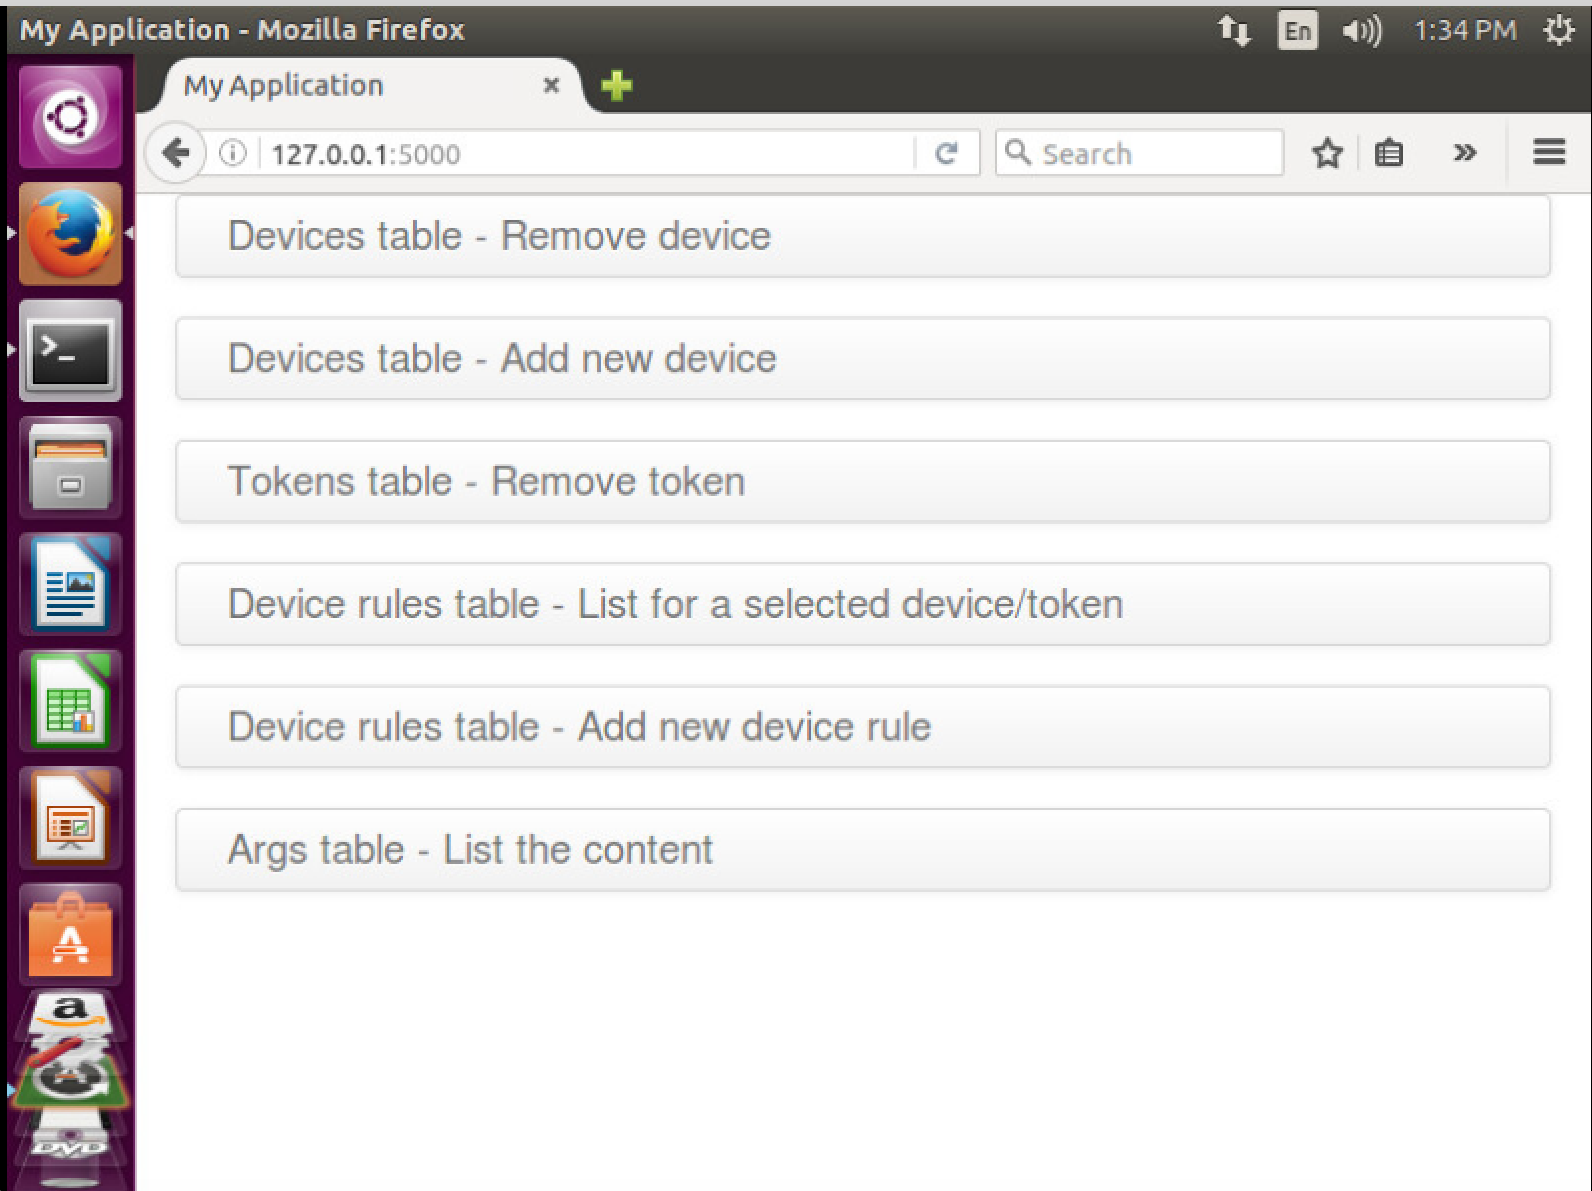 My Application - Mozilla Firefox
En
1:34 PM
My Application
127.0.0.1:5000
Search
Devices table - Remove device
Devices table - Add new device
Tokens table - Remove token
Device rules table - List for a selected device/token
Device rules table - Add new device rule
Args table - List the content
a
DVD